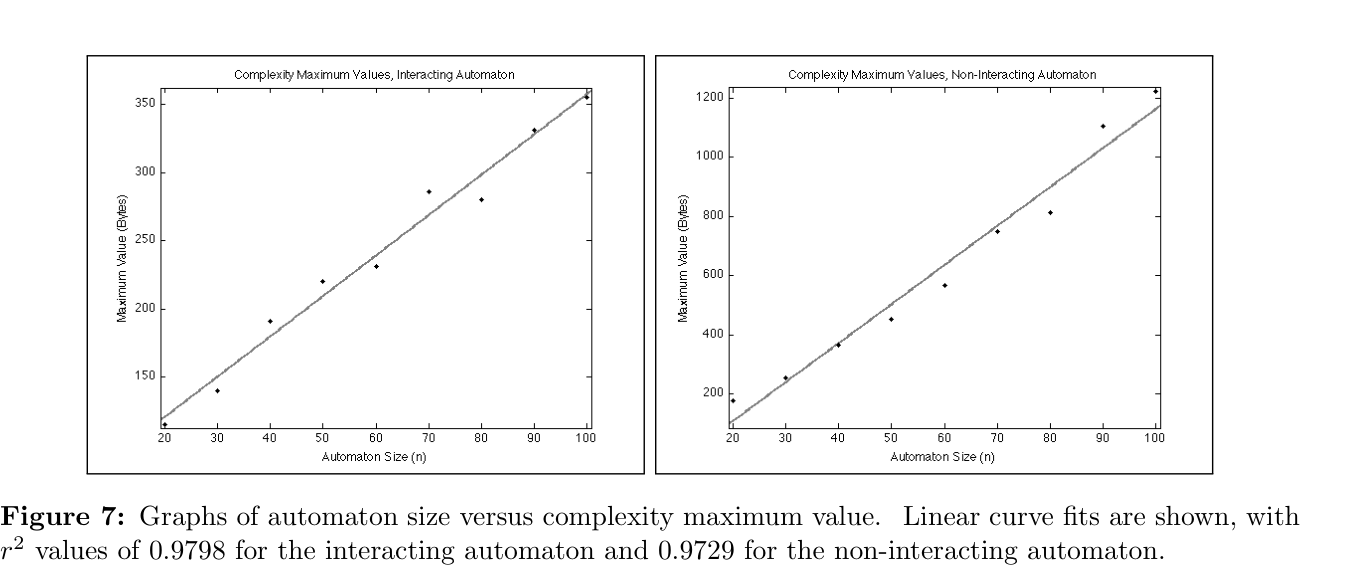 Complexity Maximum Values, Interacting Automaton
350
300
250
200
150
Maximum Value (Bytes)
20 30 40 50 60 70 80 90 100
Automaton Size (n)
Complexity Maximum Values, Non-Interacting Automaton
1200
1000
800
600
400
200
Maximum Value (Bytes)
20 30 40 50 60 70 80 90 100
Automaton Size (n)
Figure 7: Graphs of automaton size versus complexity maximum value. Linear curve fits are shown, with
r² values of 0.9798 for the interacting automaton and 0.9729 for the non-interacting automaton.